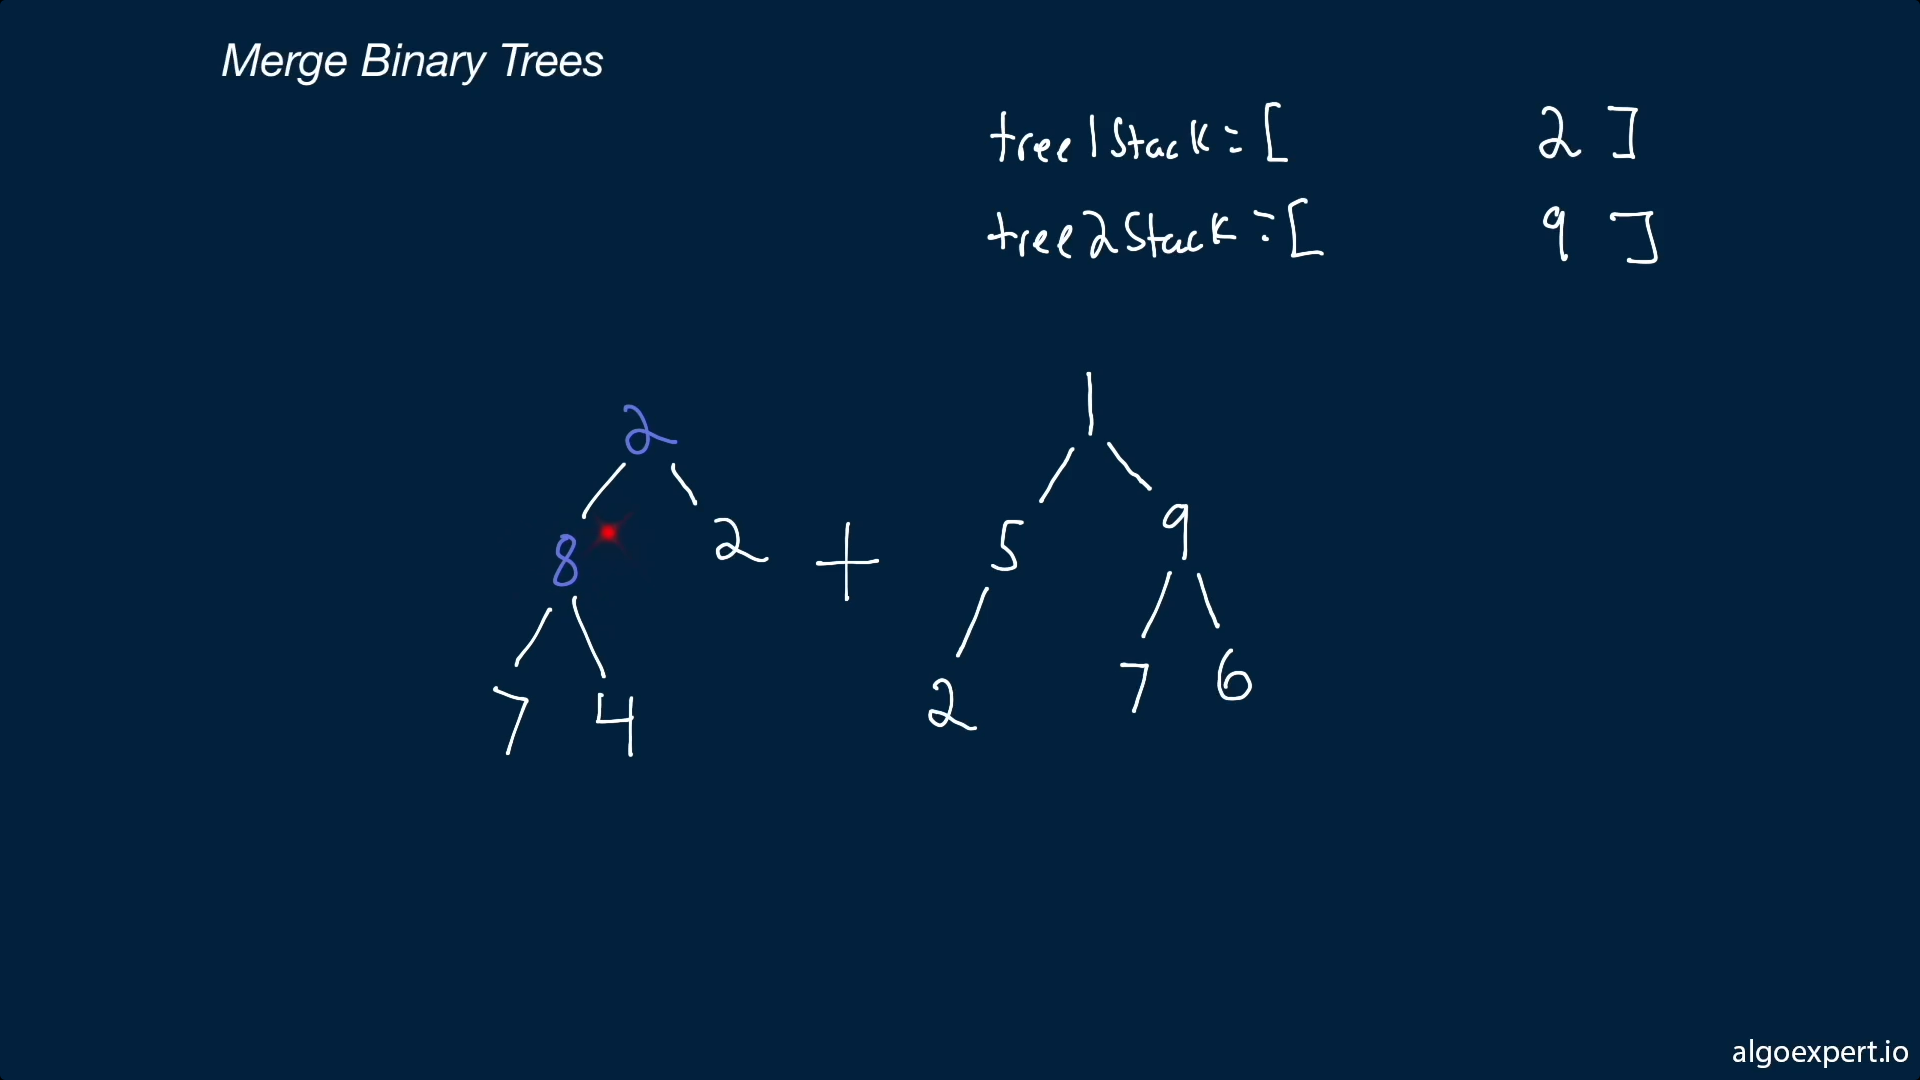 Merge Binary Trees
tree1Stack = [ 2 ]
tree2Stack = [ 9 ]
2 1
8 2 + 5 9
7 4 2 7 6
algoexpert.io